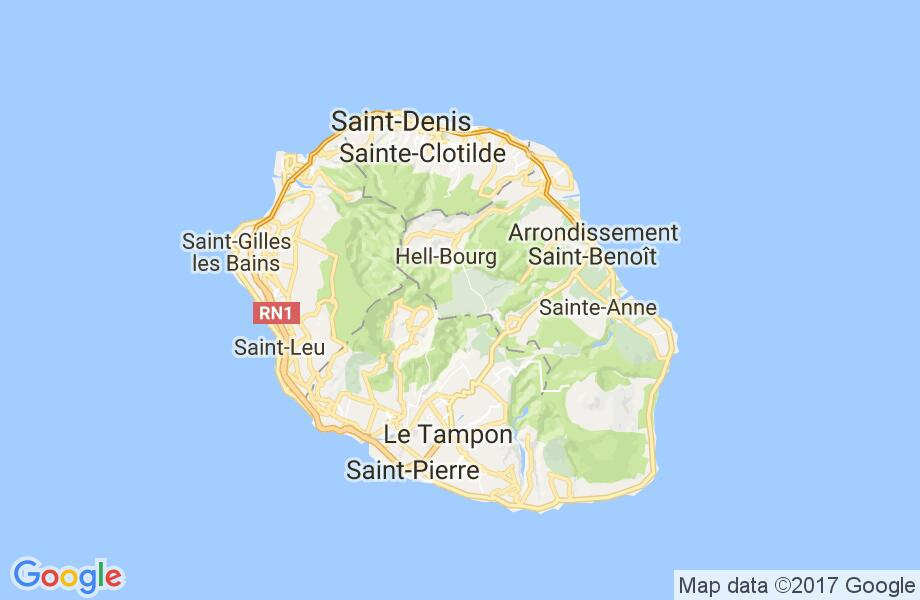 Saint-Denis
Sainte-Clotilde
Saint-Gilles
les Bains
Hell-Bourg
Arrondissement
Saint-Benoît
Sainte-Anne
RN1
Saint-Leu
Le Tampon
Saint-Pierre
Google
Map data ©2017 Google